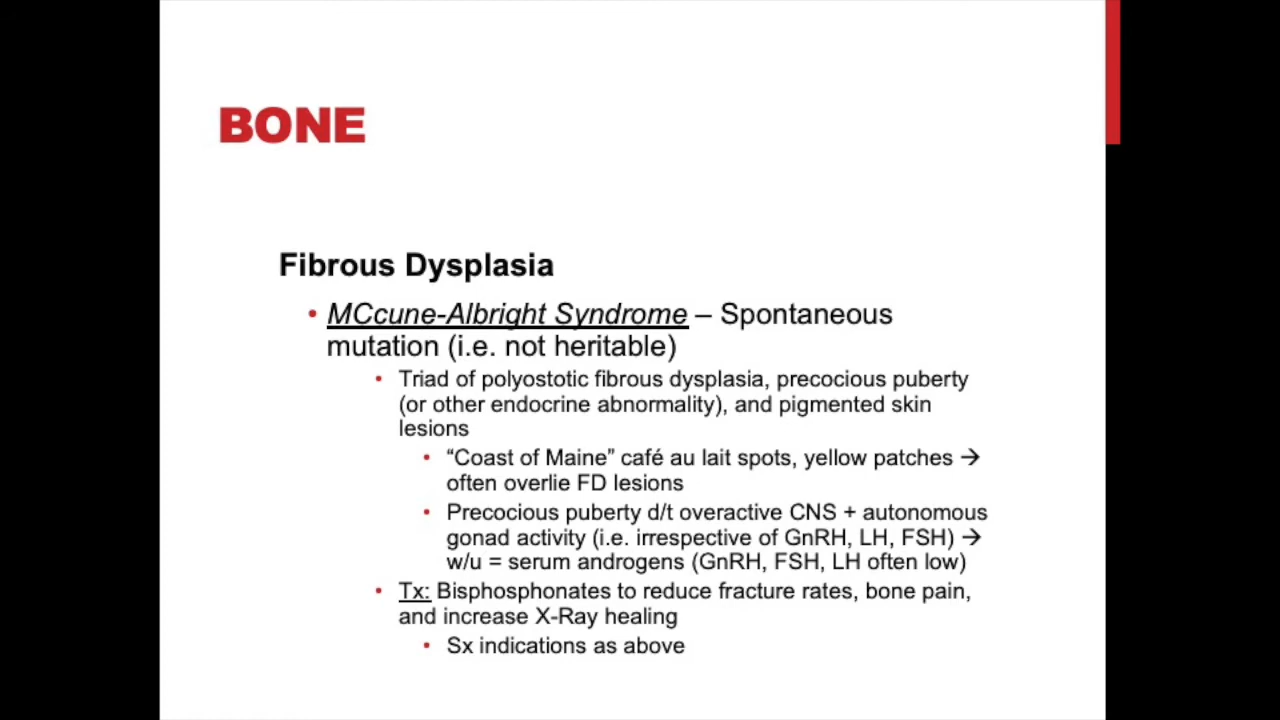 BONE
Fibrous Dysplasia
• MCcune-Albright Syndrome – Spontaneous
mutation (i.e. not heritable)
• Triad of polyostotic fibrous dysplasia, precocious puberty
(or other endocrine abnormality), and pigmented skin
lesions
• “Coast of Maine” café au lait spots, yellow patches →
often overlie FD lesions
• Precocious puberty d/t overactive CNS + autonomous
gonad activity (i.e. irrespective of GnRH, LH, FSH) →
w/u = serum androgens (GnRH, FSH, LH often low)
• Tx: Bisphosphonates to reduce fracture rates, bone pain,
and increase X-Ray healing
• Sx indications as above